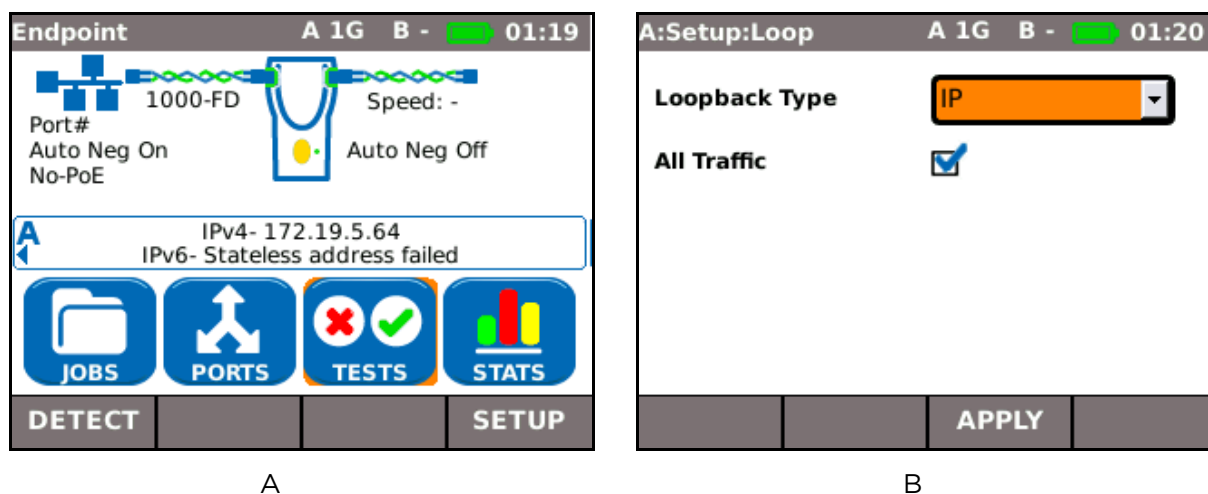 Endpoint A 1G B - 01:19
1000-FD Speed: -
Port#
Auto Neg On Auto Neg Off
No-PoE
A IPv4- 172.19.5.64
IPv6- Stateless address failed
JOBS PORTS TESTS STATS
DETECT SETUP
A
A:Setup:Loop A 1G B - 01:20
Loopback Type IP
All Traffic
APPLY
B